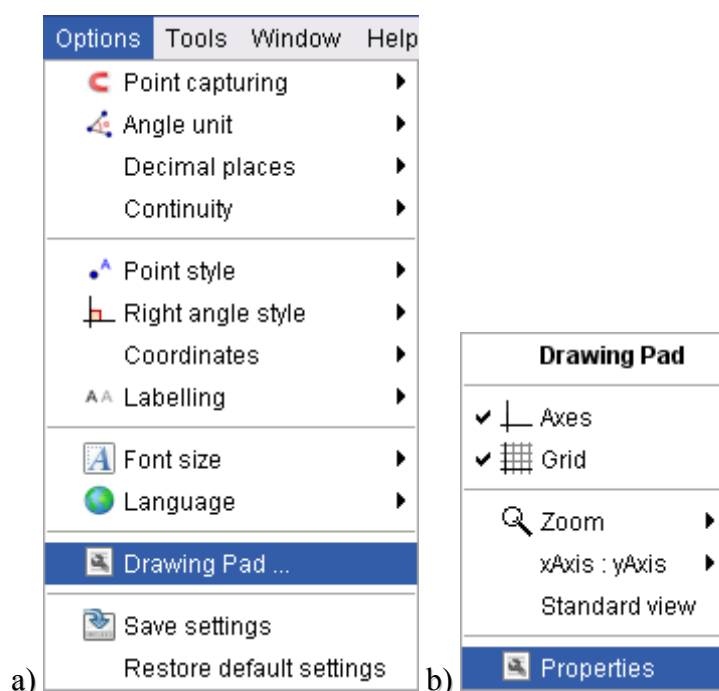 Options Tools Window Help
Point capturing
Angle unit
Decimal places
Continuity
A Point style
Right angle style
Coordinates
AA Labelling
A Font size
Language
Drawing Pad ...
Save settings
Restore default settings
a)
Drawing Pad
Axes
Grid
Zoom
xAxis : yAxis
Standard view
Properties
b)